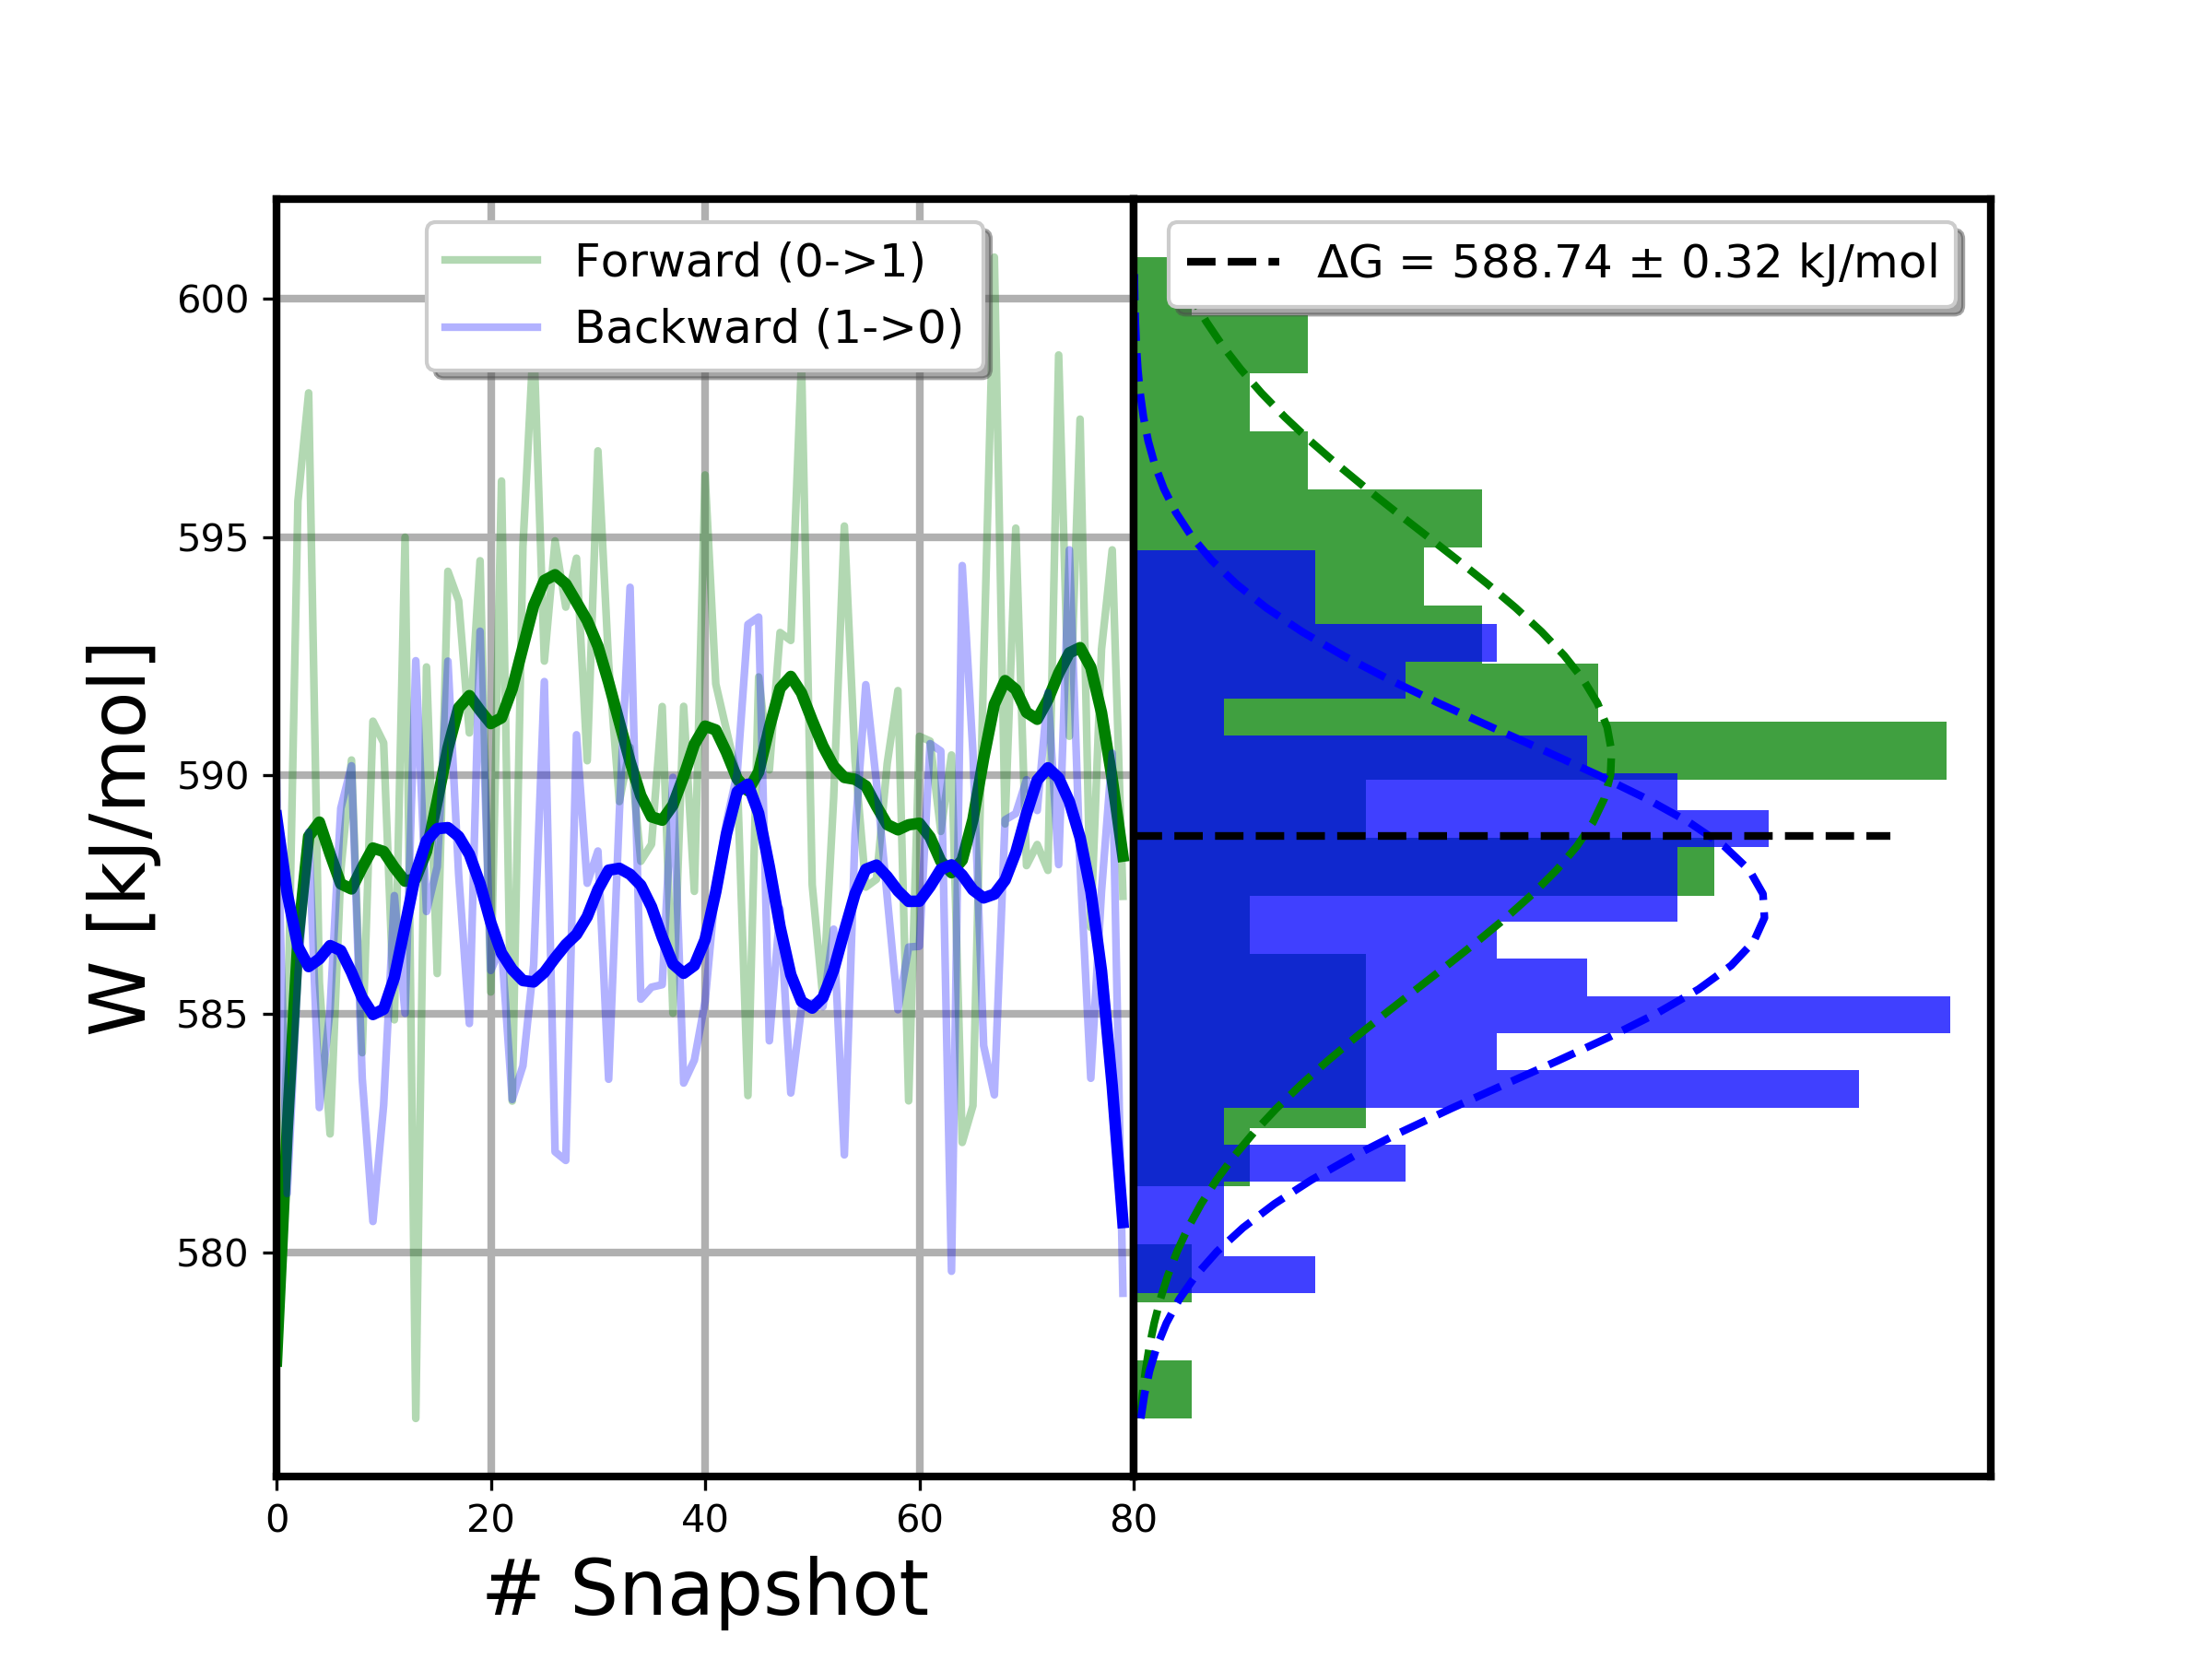 Forward (0->1)
Backward (1->0)
ΔG = 588.74 ± 0.32 kJ/mol
W [kJ/mol]
600
595
590
585
580
0 20 40 60 80
# Snapshot